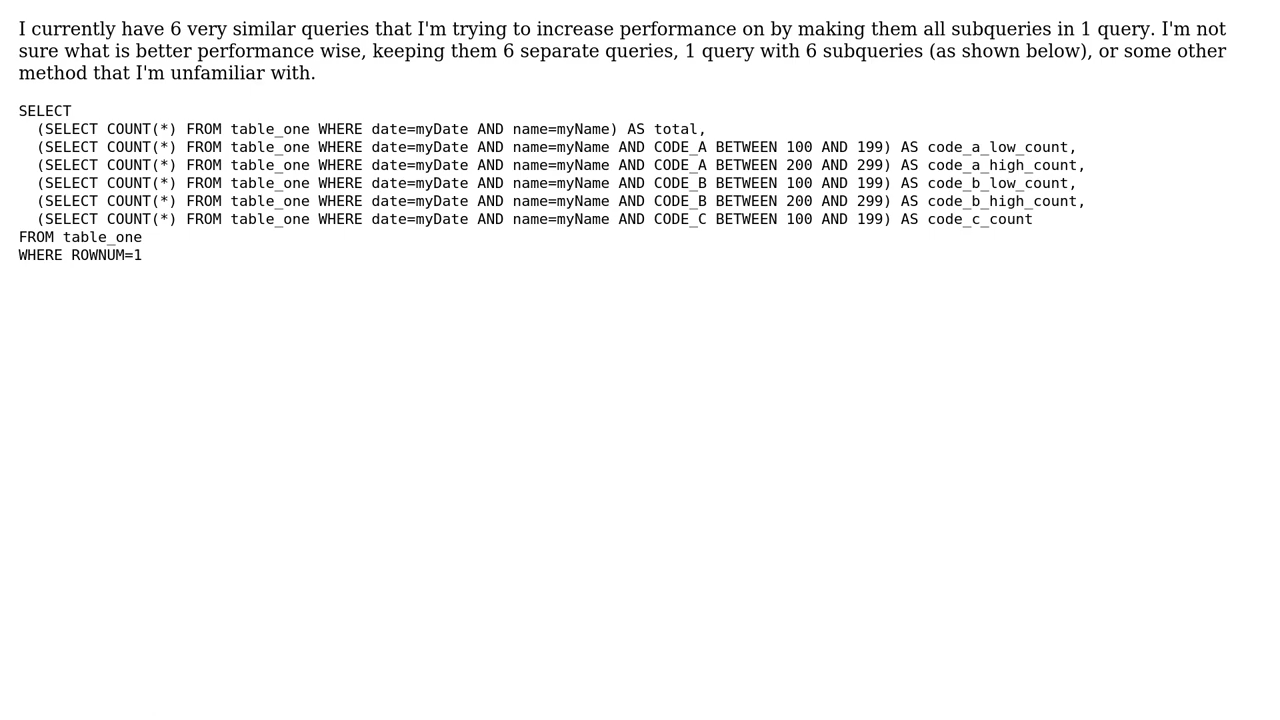 I currently have 6 very similar queries that I'm trying to increase performance on by making them all subqueries in 1 query. I'm not
sure what is better performance wise, keeping them 6 separate queries, 1 query with 6 subqueries (as shown below), or some other
method that I'm unfamiliar with.
SELECT
  (SELECT COUNT(*) FROM table_one WHERE date=myDate AND name=myName) AS total,
  (SELECT COUNT(*) FROM table_one WHERE date=myDate AND name=myName AND CODE_A BETWEEN 100 AND 199) AS code_a_low_count,
  (SELECT COUNT(*) FROM table_one WHERE date=myDate AND name=myName AND CODE_A BETWEEN 200 AND 299) AS code_a_high_count,
  (SELECT COUNT(*) FROM table_one WHERE date=myDate AND name=myName AND CODE_B BETWEEN 100 AND 199) AS code_b_low_count,
  (SELECT COUNT(*) FROM table_one WHERE date=myDate AND name=myName AND CODE_B BETWEEN 200 AND 299) AS code_b_high_count,
  (SELECT COUNT(*) FROM table_one WHERE date=myDate AND name=myName AND CODE_C BETWEEN 100 AND 199) AS code_c_count
FROM table_one
WHERE ROWNUM=1